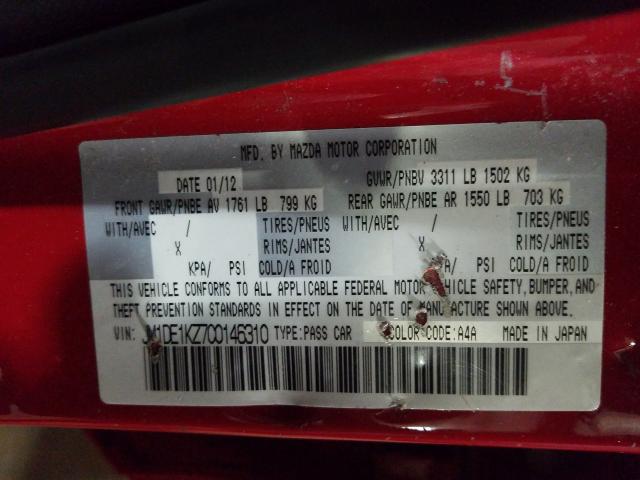 MFD. BY MAZDA MOTOR CORPORATION
DATE 01/12 GVWR/PNBV 3311 LB 1502 KG
FRONT GAWR/PNBE AV 1761 LB 799 KG REAR GAWR/PNBE AR 1550 LB 703 KG
WITH/AVEC / TIRES/PNEUS WITH/AVEC / TIRES/PNEUS
X RIMS/JANTES X RIMS/JANTES
KPA/ PSI COLD/A FROID KPA/ PSI COLD/A FROID
THIS VEHICLE CONFORMS TO ALL APPLICABLE FEDERAL MOTOR VEHICLE SAFETY,BUMPER,AND
THEFT PREVENTION STANDARDS IN EFFECT ON THE DATE OF MANUFACTURE SHOWN ABOVE.
VIN: JM1DE1KZ7C0146310 TYPE:PASS CAR COLOR CODE:A4A MADE IN JAPAN